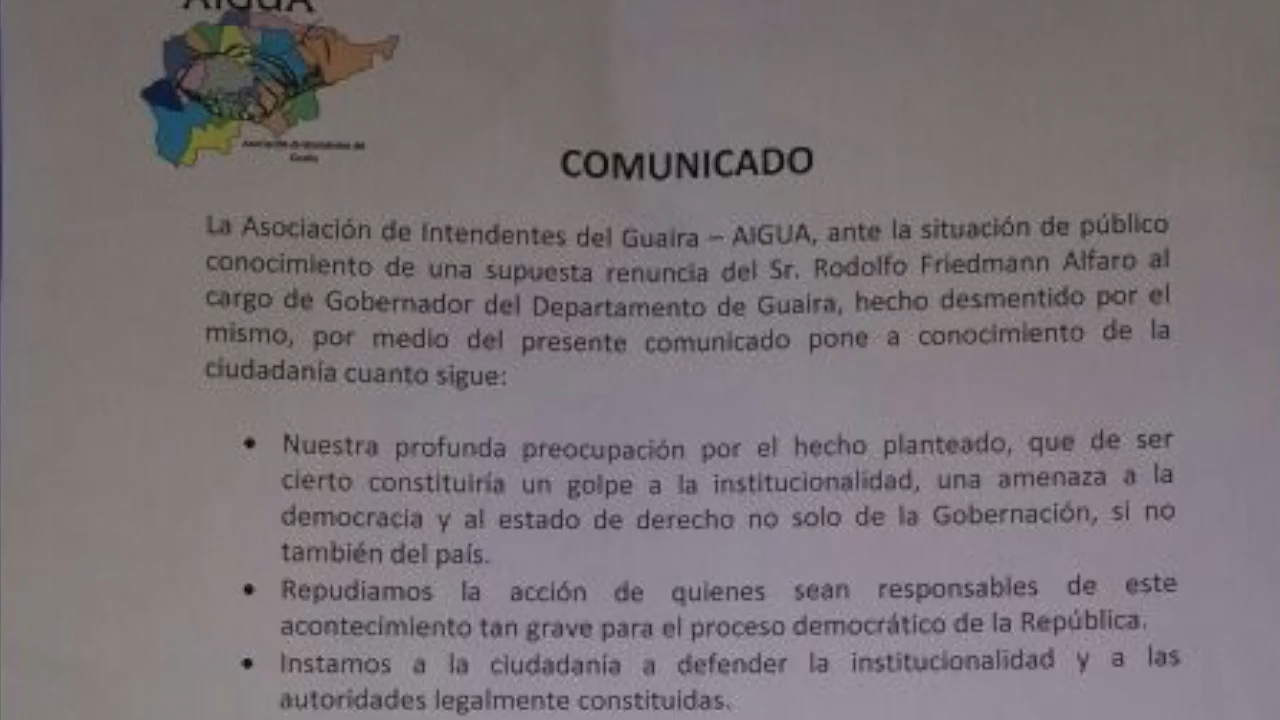 AIGUA
Asociación de Intendentes del
Guaira
COMUNICADO
La Asociación de Intendentes del Guaira – AIGUA, ante la situación de público
conocimiento de una supuesta renuncia del Sr. Rodolfo Friedmann Alfaro al
cargo de Gobernador del Departamento de Guaira, hecho desmentido por el
mismo, por medio del presente comunicado pone a conocimiento de la
ciudadanía cuanto sigue:
• Nuestra profunda preocupación por el hecho planteado, que de ser
cierto constituiría un golpe a la institucionalidad, una amenaza a la
democracia y al estado de derecho no solo de la Gobernación, si no
también del país.
• Repudiamos la acción de quienes sean responsables de este
acontecimiento tan grave para el proceso democrático de la República.
• Instamos a la ciudadanía a defender la institucionalidad y a las
autoridades legalmente constituidas.